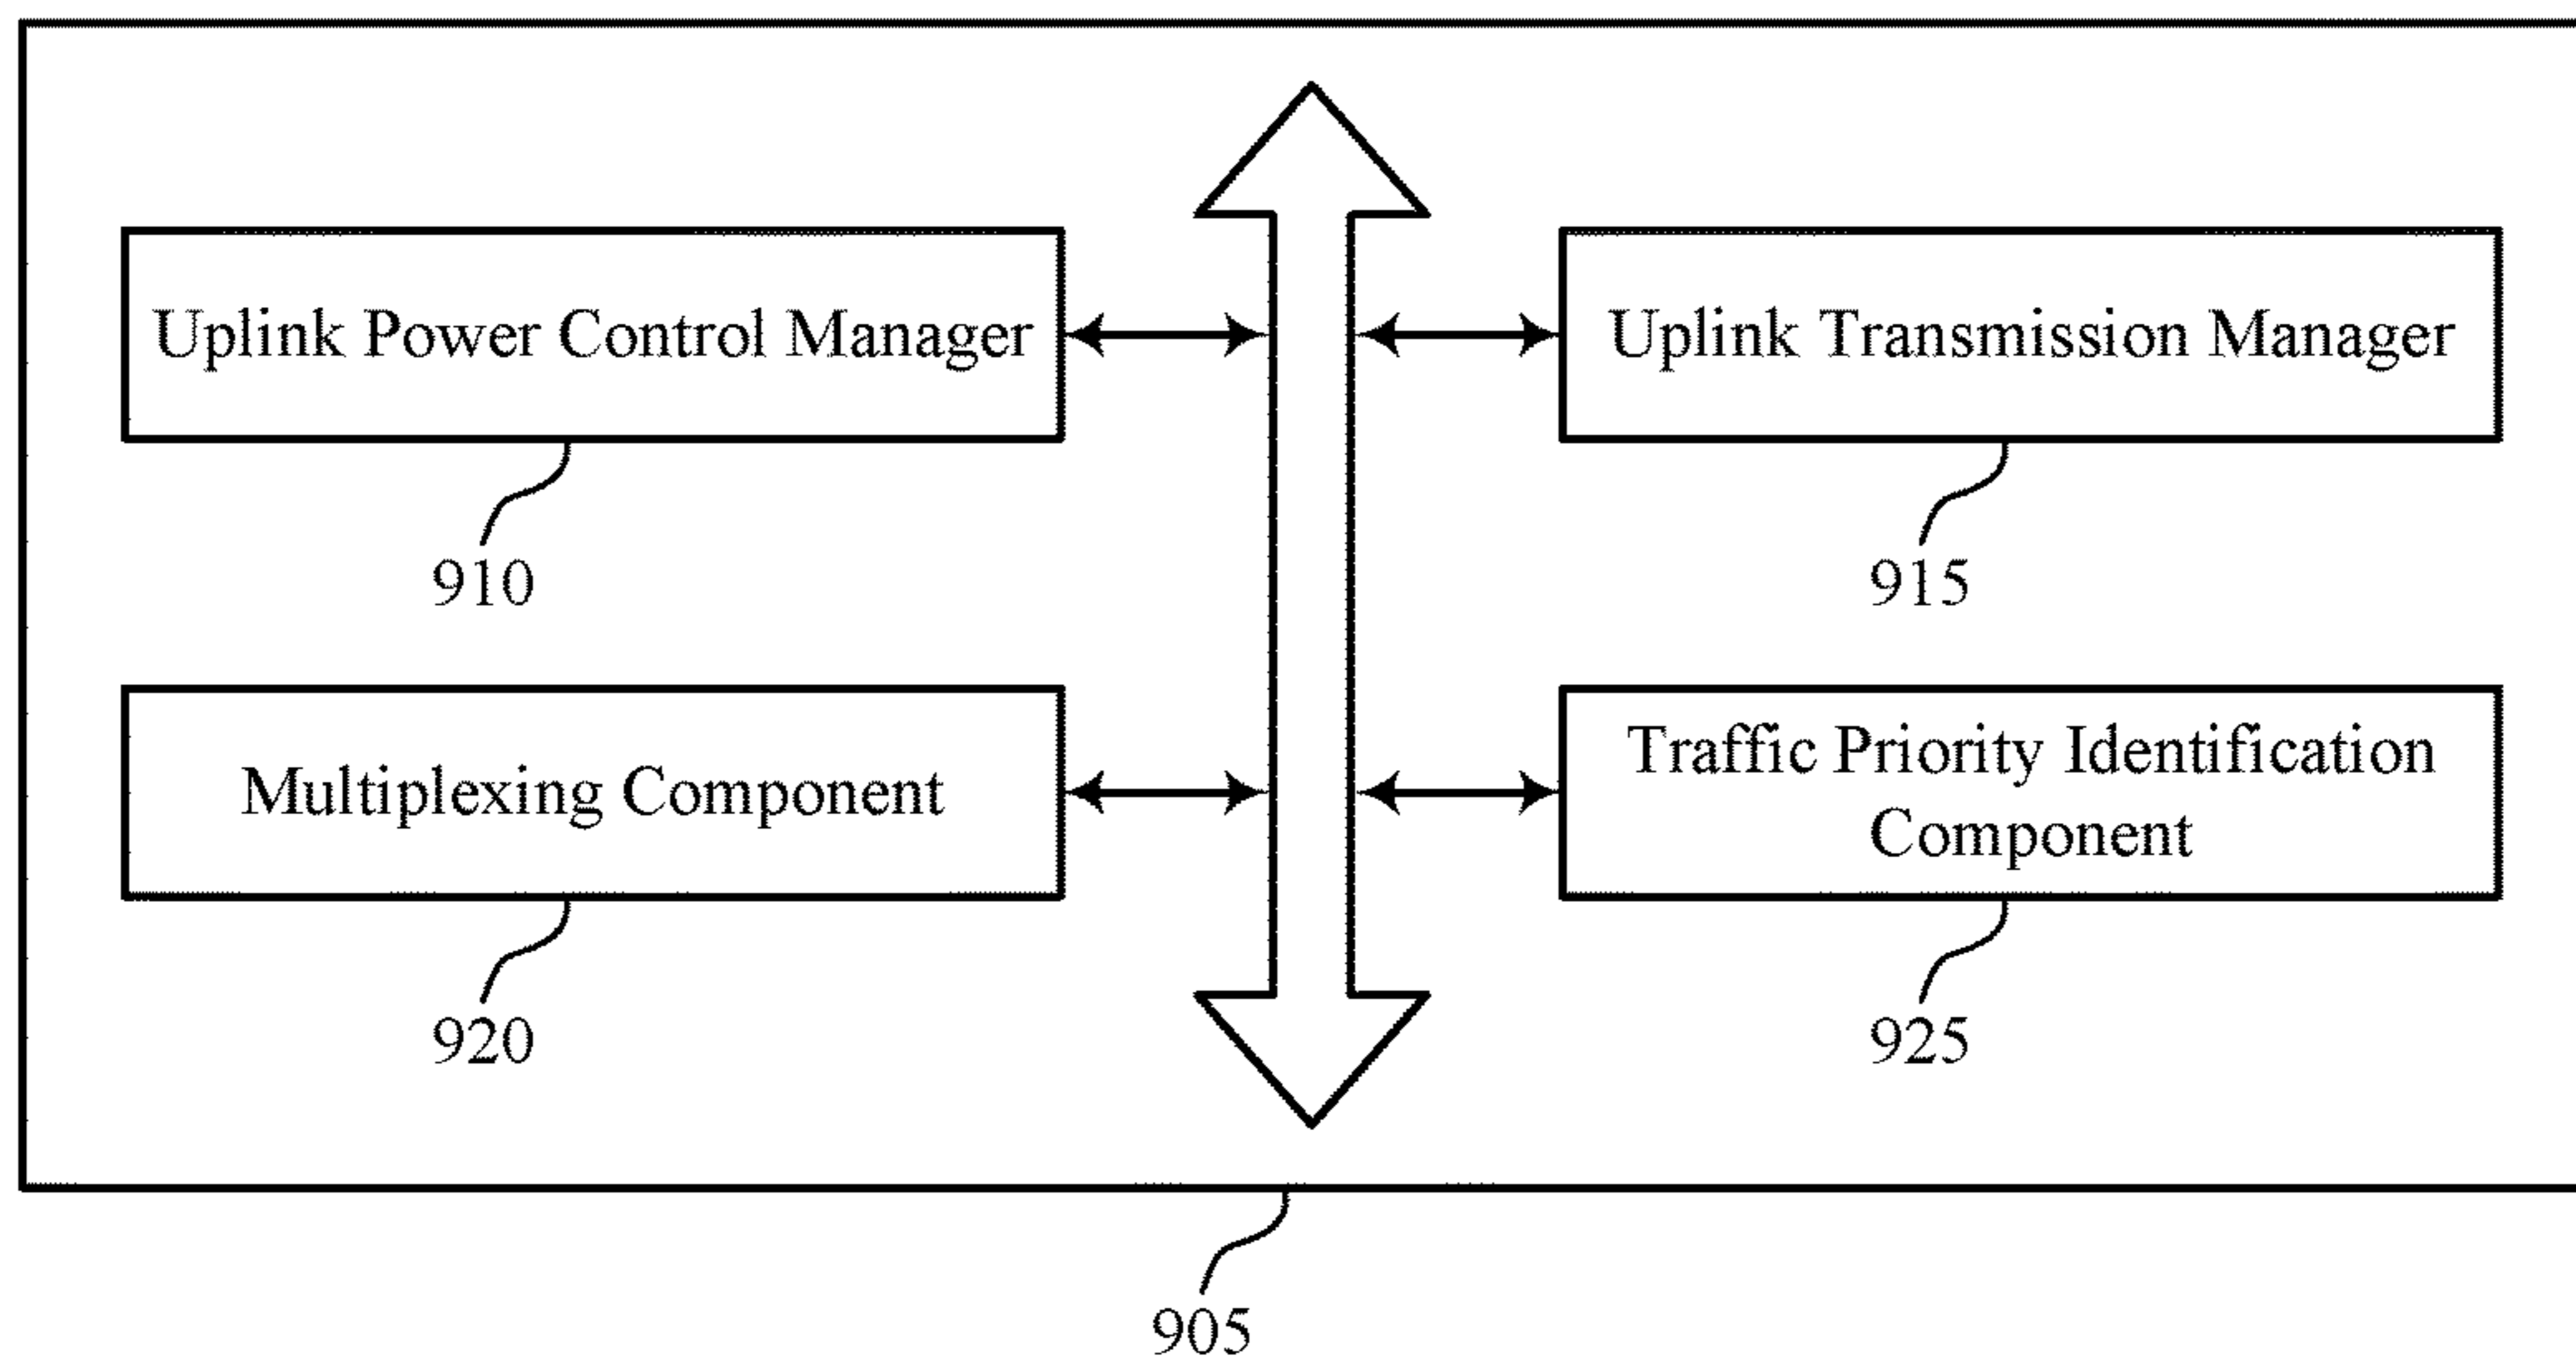 Uplink Power Control Manager
Uplink Transmission Manager
910
915
Multiplexing Component
Traffic Priority Identification
Component
920
925
905